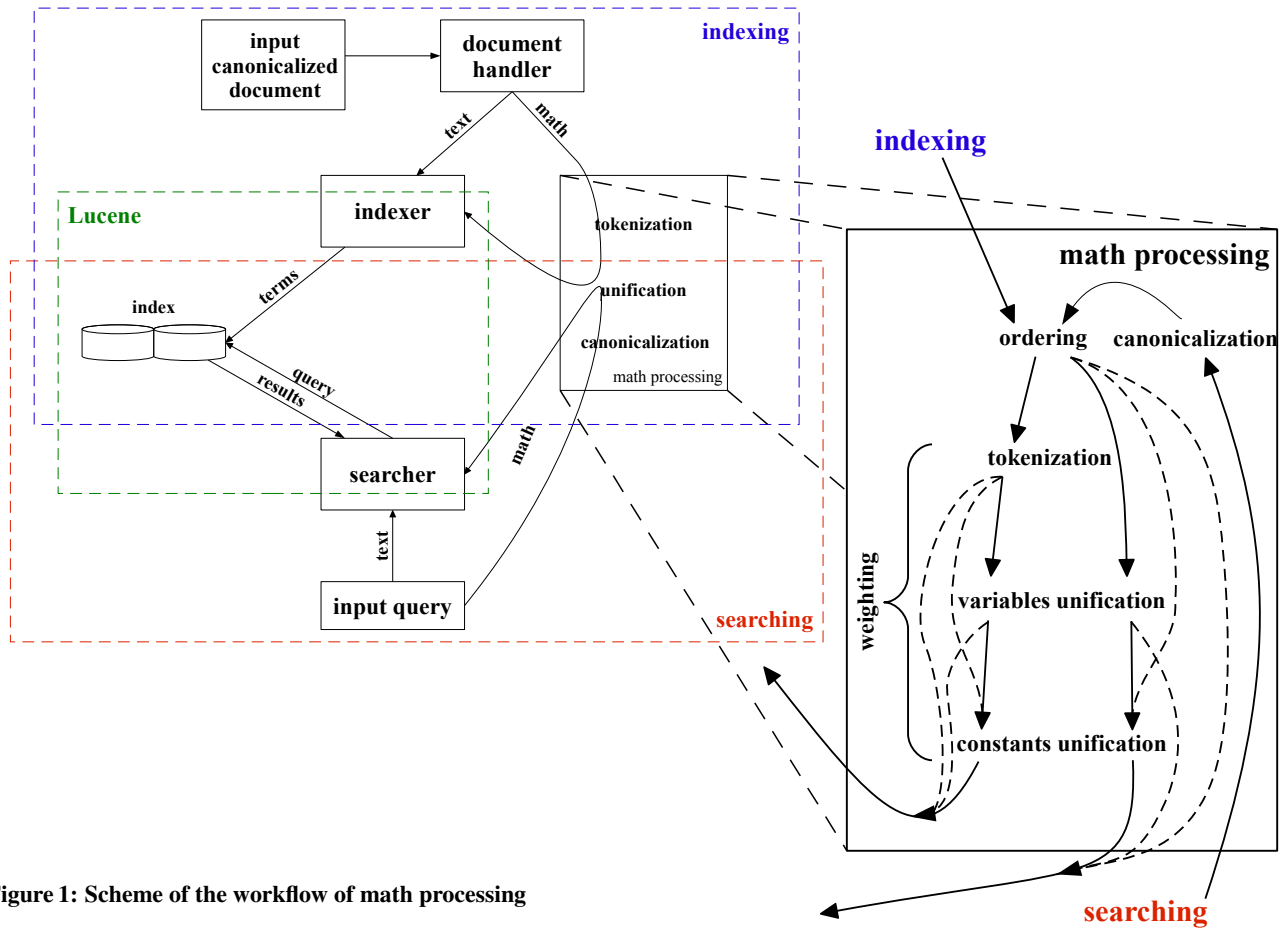 indexing
input
canonicalized
document
document
handler
text
math
indexing
Lucene
indexer
tokenization
math processing
terms
unification
index
ordering
canonicalization
canonicalization
math processing
query
results
math
tokenization
searcher
text
weighting
variables unification
input query
searching
constants unification
igure 1: Scheme of the workflow of math processing
searching